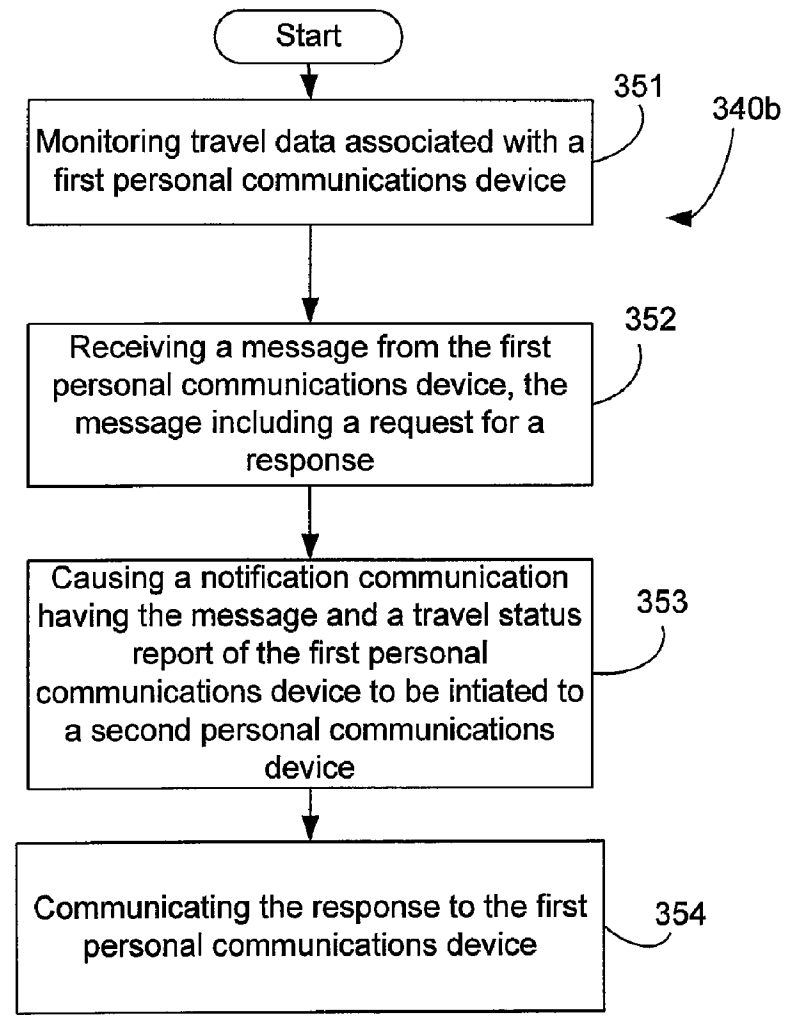 Start
351
340b
Monitoring travel data associated with a
first personal communications device
352
Receiving a message from the first
personal communications device, the
message including a request for a
response
353
Causing a notification communication
having the message and a travel status
report of the first personal
communications device to be intiated to
a second personal communications
device
354
Communicating the response to the first
personal communications device